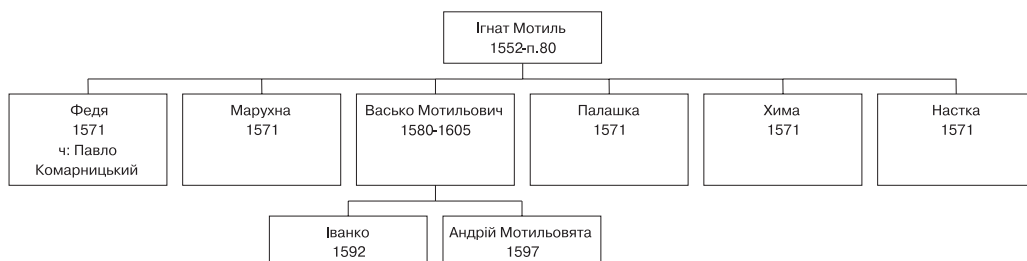 Ігнат Мотиль
1552-п.80
Федя
1571
ч: Павло
Комарницький
Марухна
1571
Васько Мотильович
1580-1605
Палашка
1571
Хима
1571
Настка
1571
Іванко
1592
Андрій Мотильовята
1597